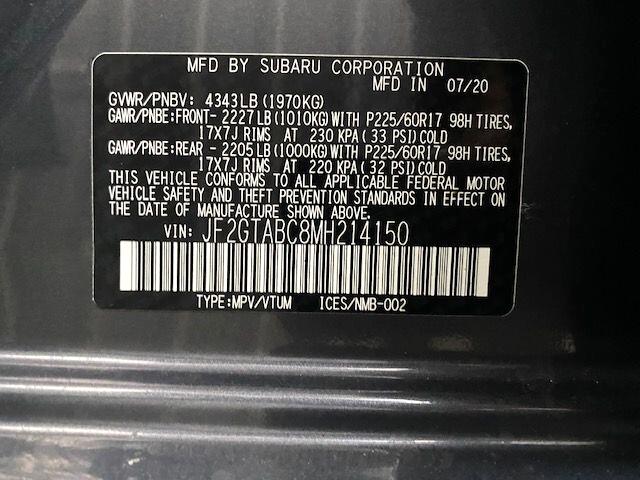 MFD BY SUBARU CORPORATION
MFD IN 07/20
GVWR/PNBV: 4343LB(1970KG)
GAWR/PNBE:FRONT- 2227LB(1010KG)WITH P225/60R17 98H TIRES,
17X7J RIMS AT 230 KPA(33 PSI)COLD
GAWR/PNBE:REAR - 2205LB(1000KG)WITH P225/60R17 98H TIRES,
17X7J RIMS AT 220 KPA(32 PSI)COLD
THIS VEHICLE CONFORMS TO ALL APPLICABLE FEDERAL MOTOR
VEHICLE SAFETY AND THEFT PREVENTION STANDARDS IN EFFECT ON
THE DATE OF MANUFACTURE SHOWN ABOVE.
VIN: JF2GTABC8MH214150
TYPE:MPV/VTUM ICES/NMB-002